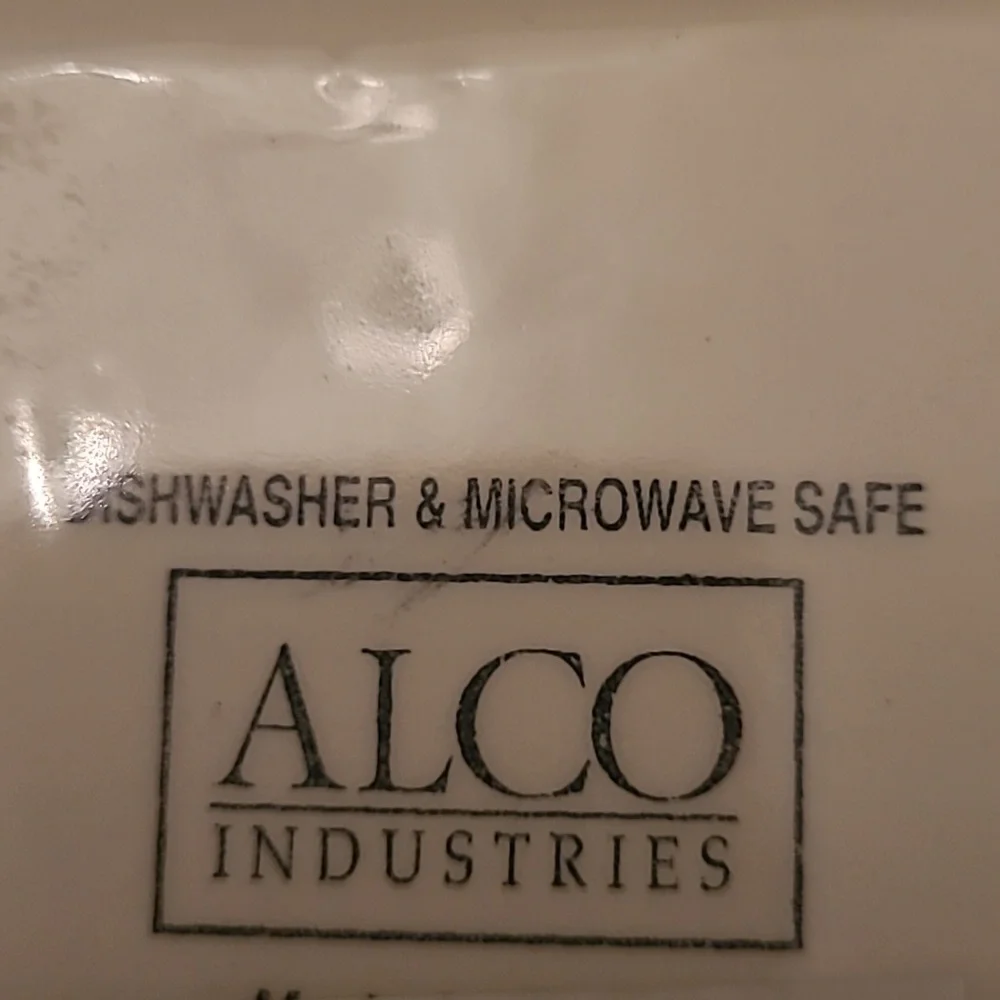 DISHWASHER & MICROWAVE SAFE
ALCO
INDUSTRIES